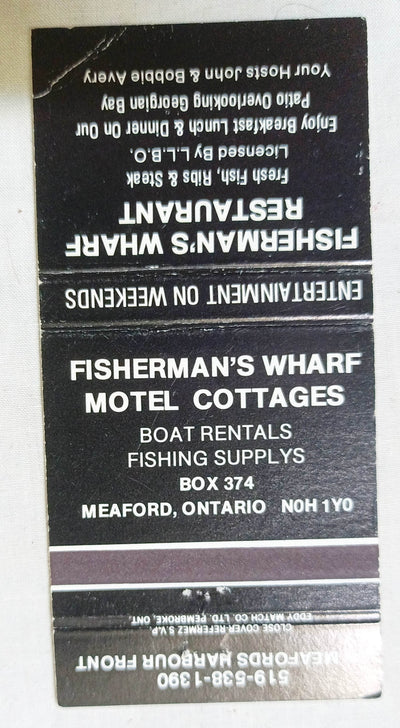 FISHERMAN'S WHARF
RESTAURANT
Fresh Fish, Ribs & Steak
Licensed By L.L.B.O.
Enjoy Breakfast Lunch & Dinner On Our
Patio Overlooking Georgian Bay
Your Hosts John & Bobbie Avery
ENTERTAINMENT ON WEEKENDS
FISHERMAN'S WHARF
MOTEL COTTAGES
BOAT RENTALS
FISHING SUPPLYS
BOX 374
MEAFORD, ONTARIO N0H 1Y0
519-538-1390
MEAFORDS HARBOUR FRONT
CLOSE COVER-REFERMEZ S.V.P
EDDY MATCH CO. LTD. PEMBROKE, ONT.